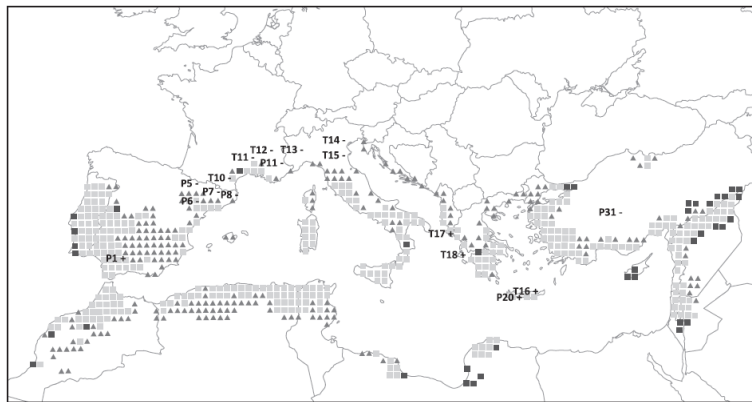 T12 - T13 - T14 -
T11 - P11 - T15 -
P5 - T10 -
P7 - P8 -
P6 -
P31 -
T17 +
P1 + T18 +
T16 +
P20 +